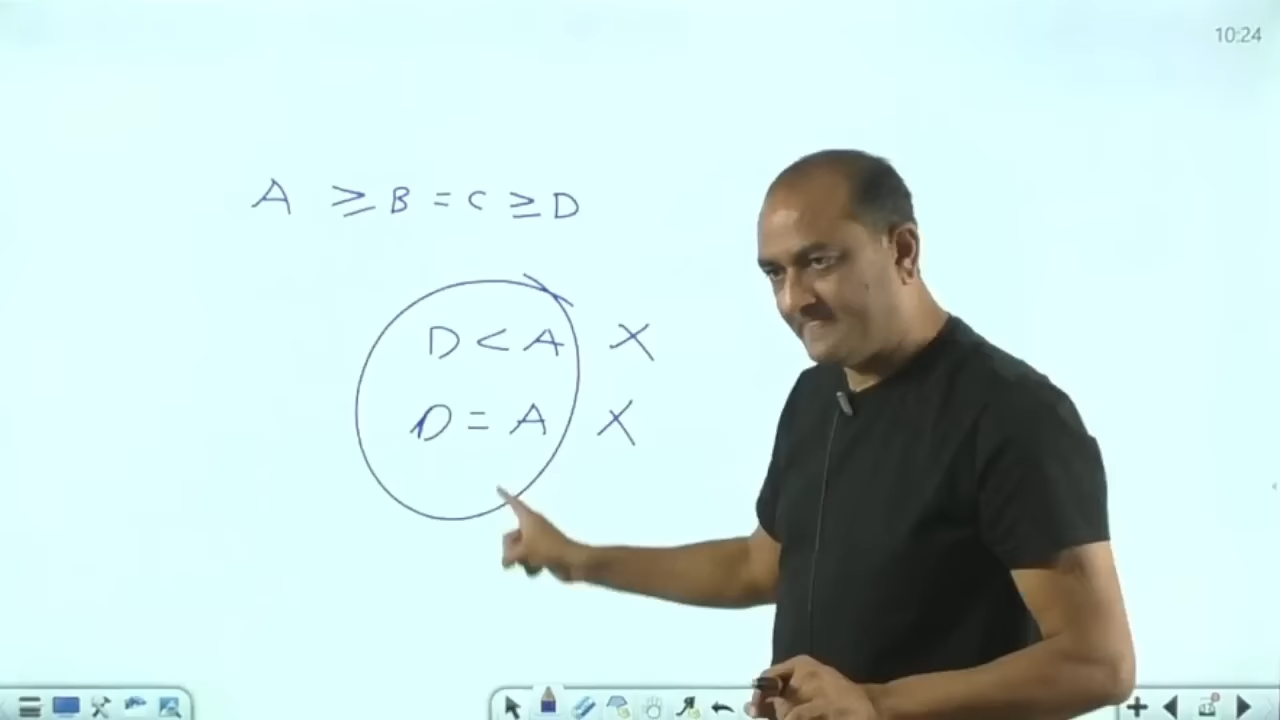 10:24
A ≥ B = C ≥ D
D < A X
D = A X